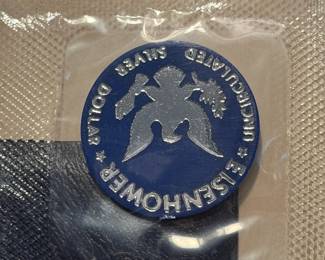 EISENHOWER
UNCIRCULATED SILVER DOLLAR